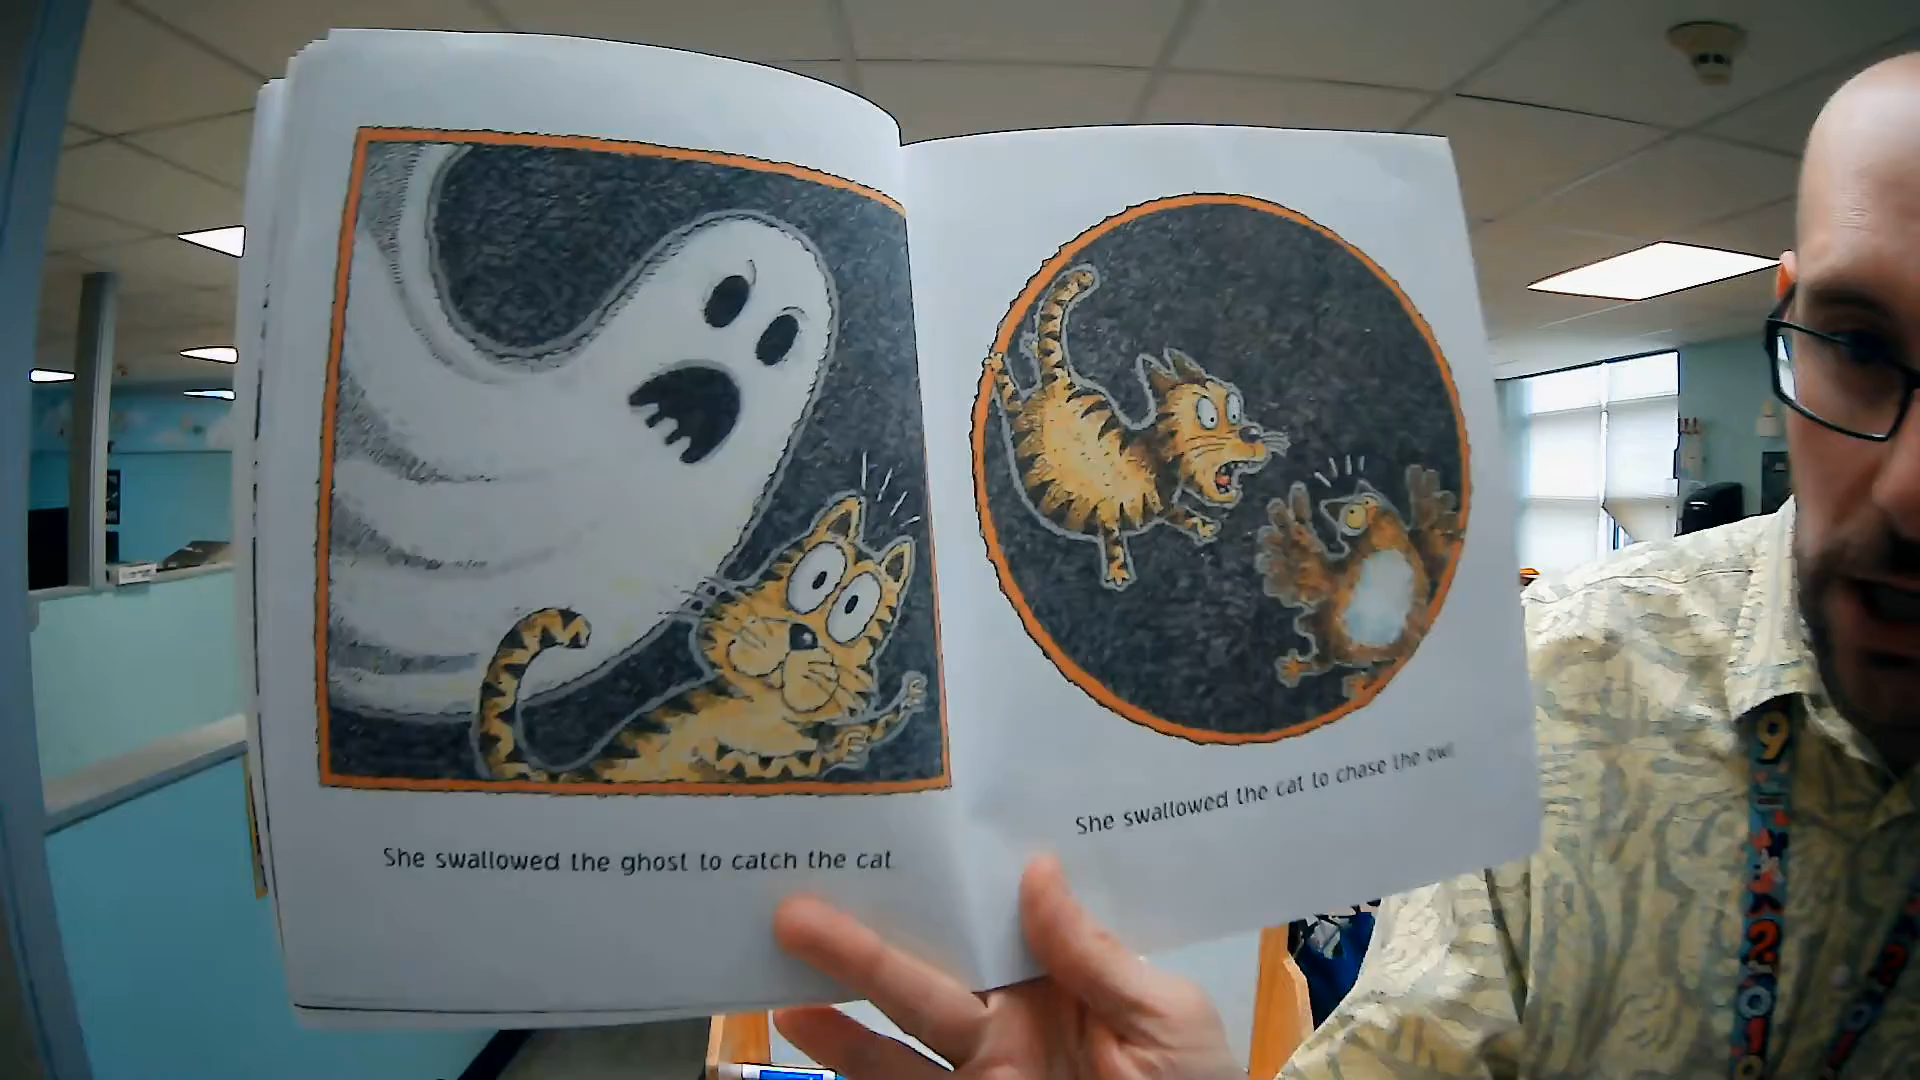 She swallowed the ghost to catch the cat
She swallowed the cat to chase the owl